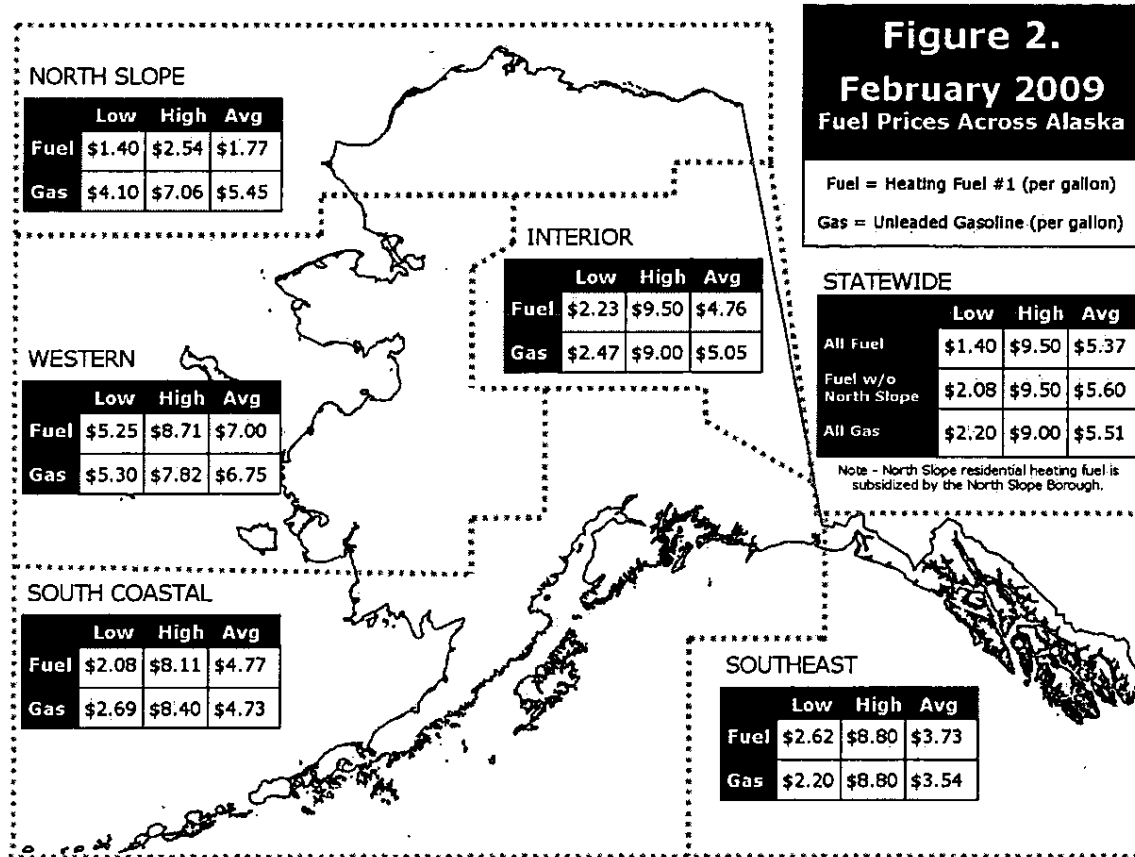 Figure 2.
February 2009
Fuel Prices Across Alaska
Fuel = Heating Fuel #1 (per gallon)
Gas = Unleaded Gasoline (per gallon)
NORTH SLOPE
Low High Avg
Fuel $1.40 $2.54 $1.77
Gas $4.10 $7.06 $5.45
INTERIOR
Low High Avg
Fuel $2.23 $9.50 $4.76
Gas $2.47 $9.00 $5.05
STATEWIDE
Low High Avg
All Fuel $1.40 $9.50 $5.37
Fuel w/o
North Slope $2.08 $9.50 $5.60
All Gas $2.20 $9.00 $5.51
Note - North Slope residential heating fuel is
subsidized by the North Slope Borough.
WESTERN
Low High Avg
Fuel $5.25 $8.71 $7.00
Gas $5.30 $7.82 $6.75
SOUTH COASTAL
Low High Avg
Fuel $2.08 $8.11 $4.77
Gas $2.69 $8.40 $4.73
SOUTHEAST
Low High Avg
Fuel $2.62 $8.80 $3.73
Gas $2.20 $8.80 $3.54